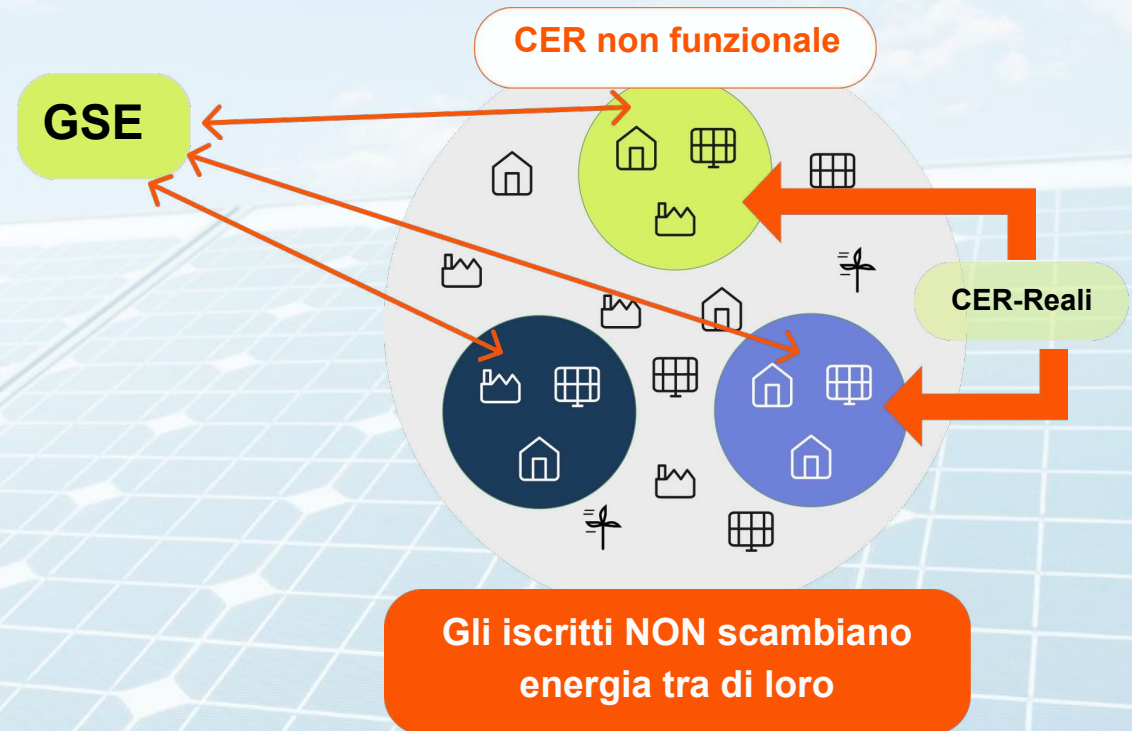 CER non funzionale
GSE
CER-Reali
Gli iscritti NON scambiano
energia tra di loro